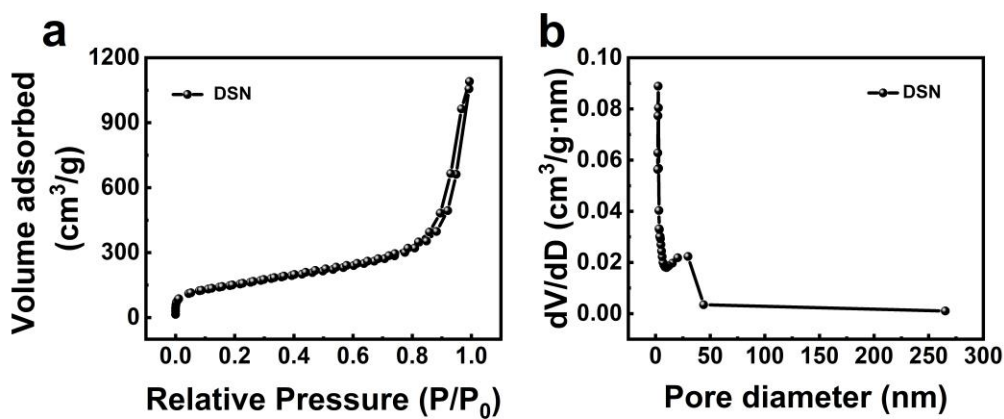 a
1200
900
600
300
0
DSN
Volume adsorbed
(cm³/g)
0.0 0.2 0.4 0.6 0.8 1.0
Relative Pressure (P/P₀)
b
0.10
0.08
0.06
0.04
0.02
0.00
DSN
dV/dD (cm³/g·nm)
0 50 100 150 200 250 300
Pore diameter (nm)